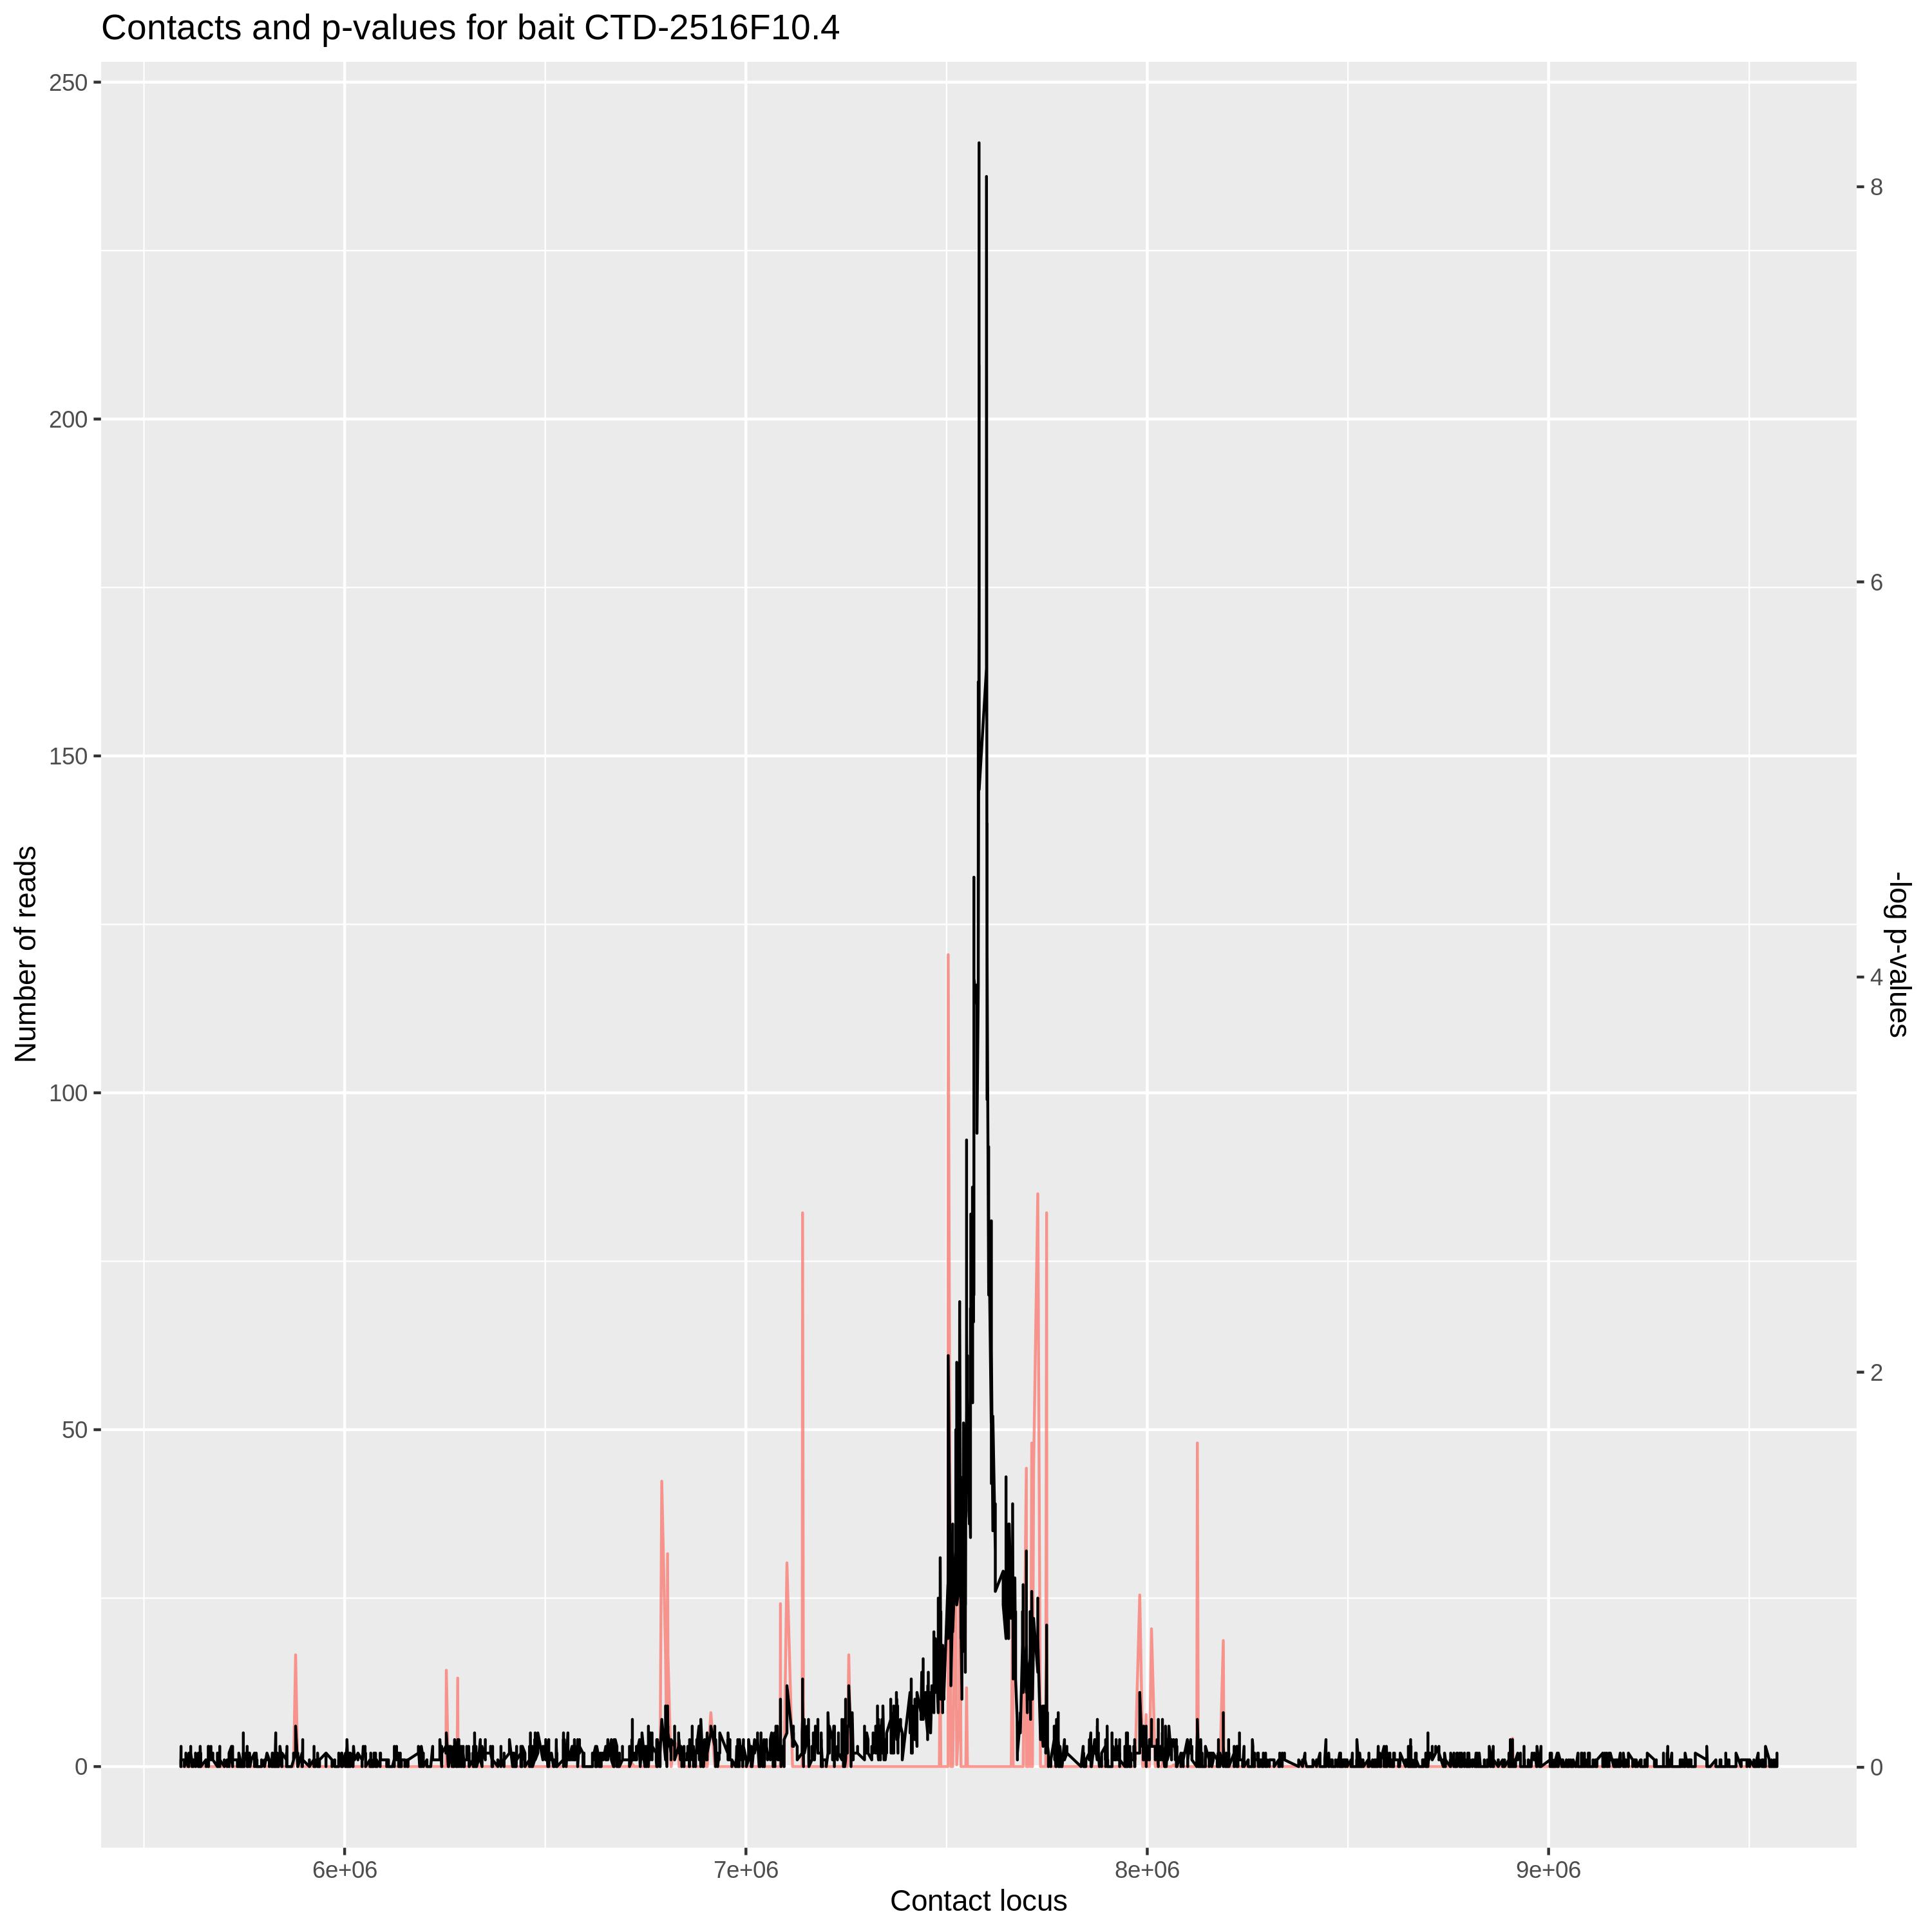 Contacts and p-values for bait CTD-2516F10.4
250
200
150
100
50
0
Number of reads
8
6
4
2
0
-log p-values
6e+06
7e+06
8e+06
9e+06
Contact locus